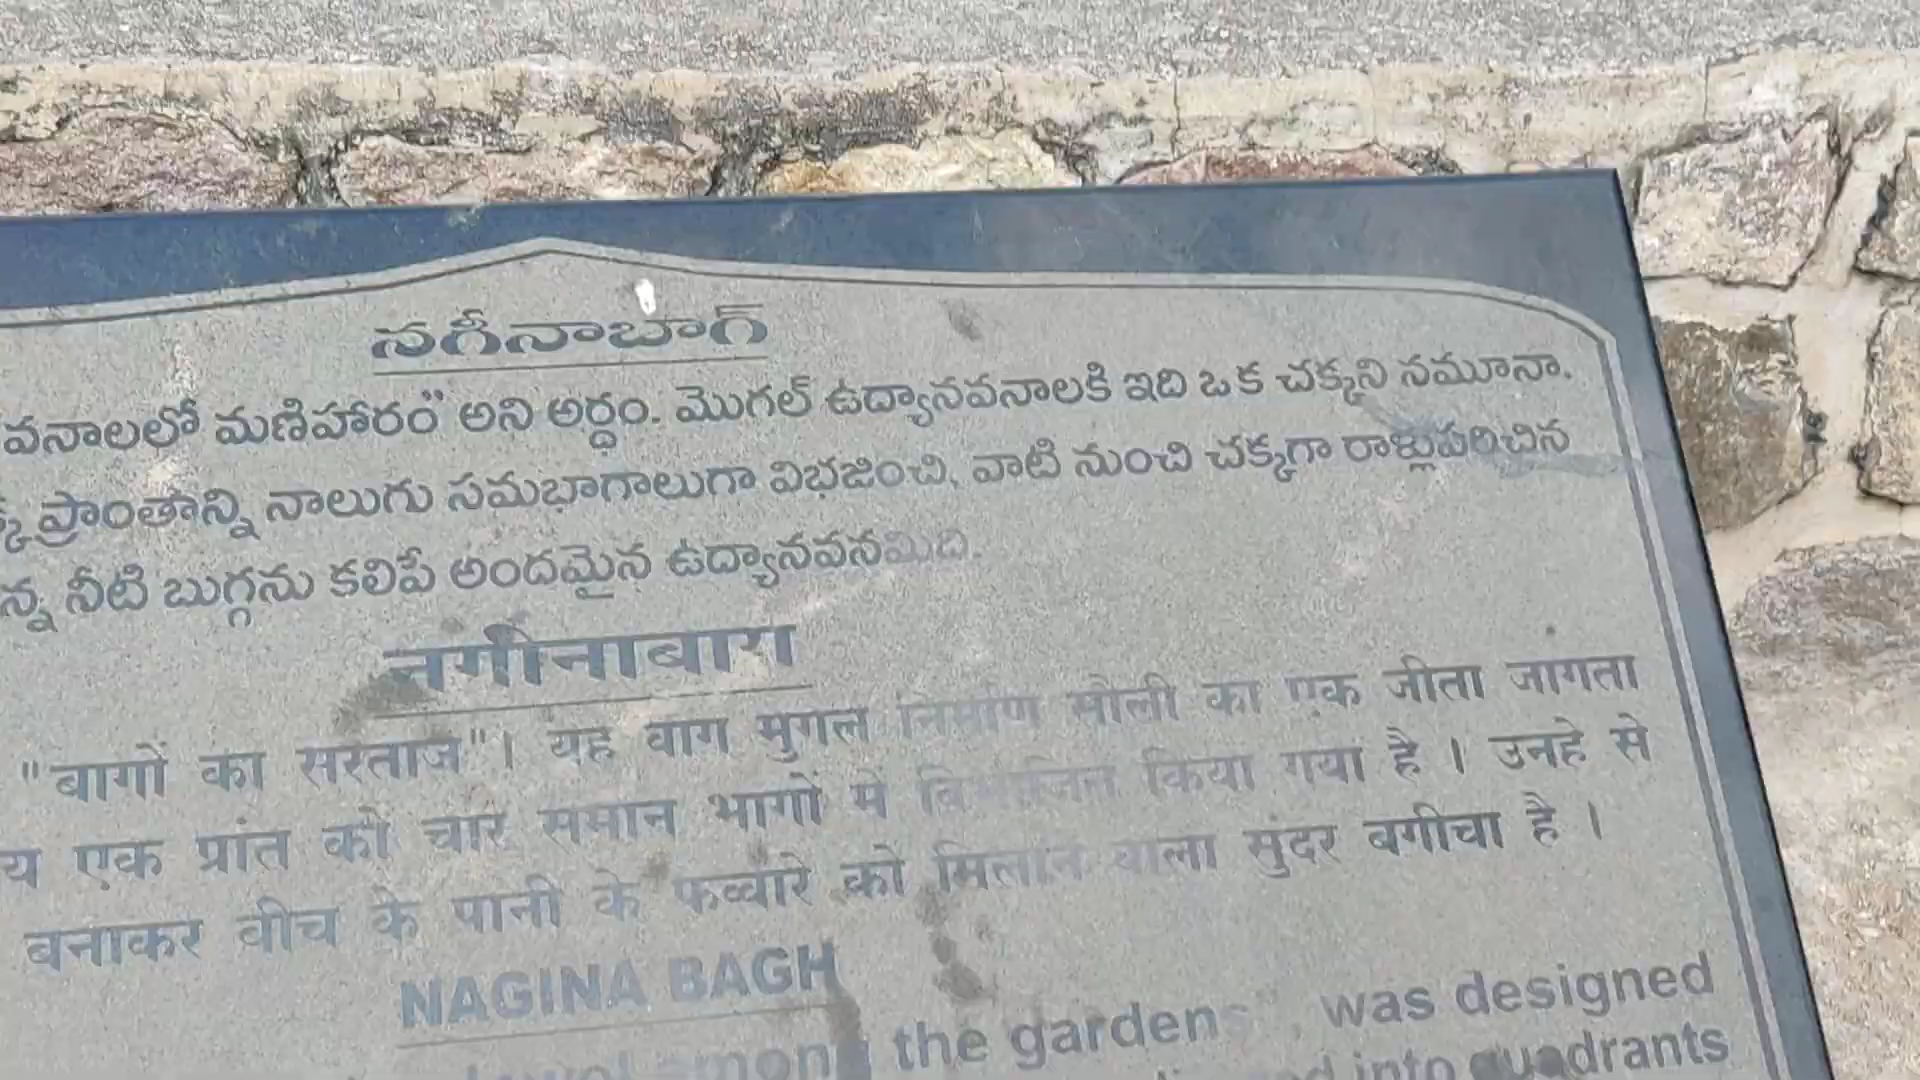 నగీనాబాగ్
వనాలలో మణిహారం" అని అర్ధం. మొగల్ ఉద్యానవనాలకి ఇది ఒక చక్కని నమూనా.
ప్రాంతాన్ని నాలుగు సమభాగాలుగా విభజించి, వాటి నుంచి చక్కగా రాళ్లుపరిచిన
న్న నీటి బుగ్గను కలిపే అందమైన ఉద్యానవనమిది.
नगीनाबाग
"बागों का सरताज"। यह बाग मुगल निर्माण सौली का एक जीता जागता
य एक प्रांत को चार समान भागों में विभाजित किया गया है । उनहे से
बनाकर बीच के पानी के फव्वारे को मिलाने वाला सुंदर बगीचा है ।
NAGINA BAGH
jewel among the gardens", was designed
into quadrants